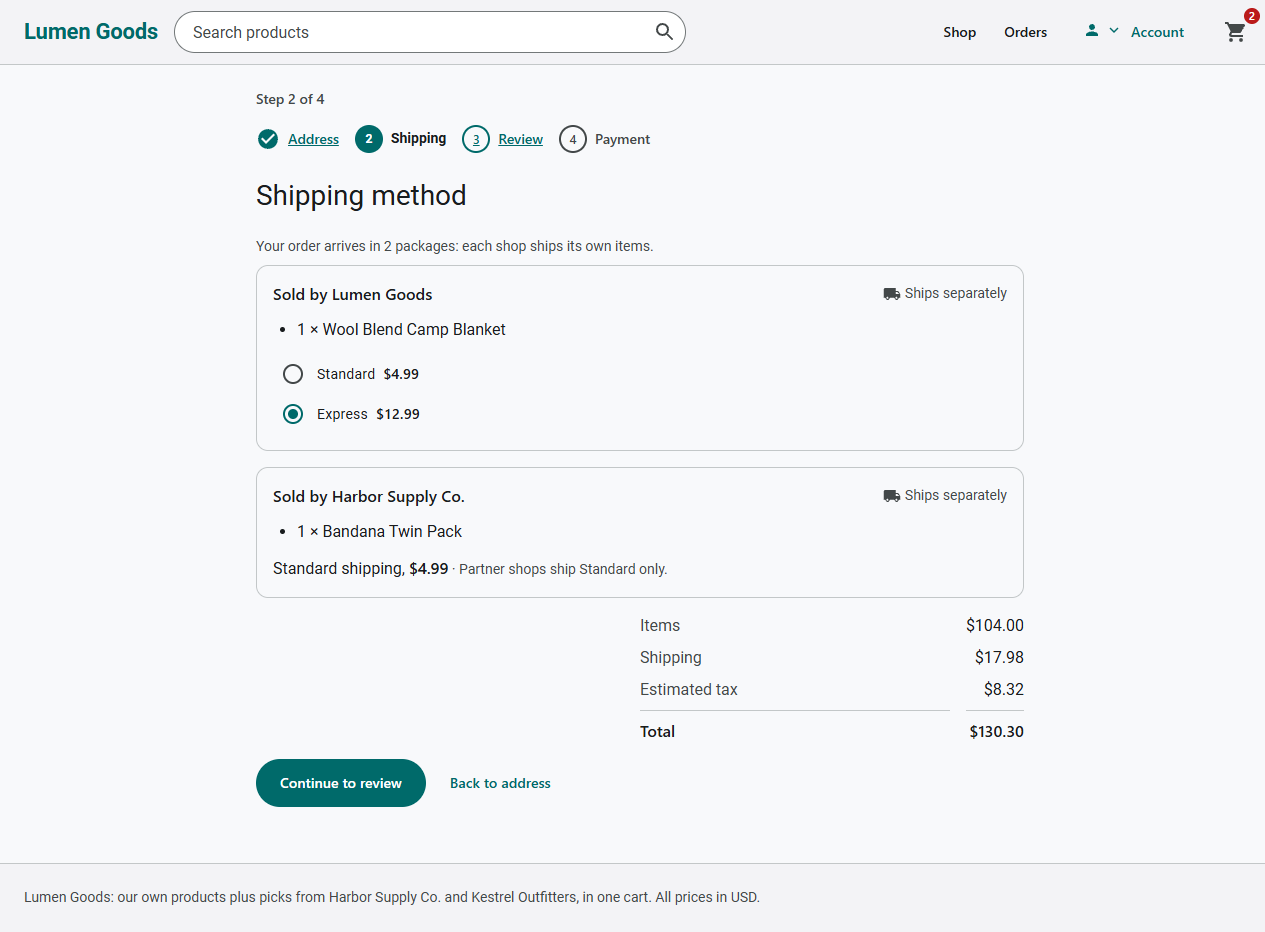 Lumen Goods
Search products
Shop
Orders
Account
2
Step 2 of 4
Address
2 Shipping
3 Review
4 Payment
Shipping method
Your order arrives in 2 packages: each shop ships its own items.
Sold by Lumen Goods
Ships separately
• 1 × Wool Blend Camp Blanket
Standard $4.99
Express $12.99
Sold by Harbor Supply Co.
Ships separately
• 1 × Bandana Twin Pack
Standard shipping, $4.99 · Partner shops ship Standard only.
Items $104.00
Shipping $17.98
Estimated tax $8.32
Total $130.30
Continue to review
Back to address
Lumen Goods: our own products plus picks from Harbor Supply Co. and Kestrel Outfitters, in one cart. All prices in USD.